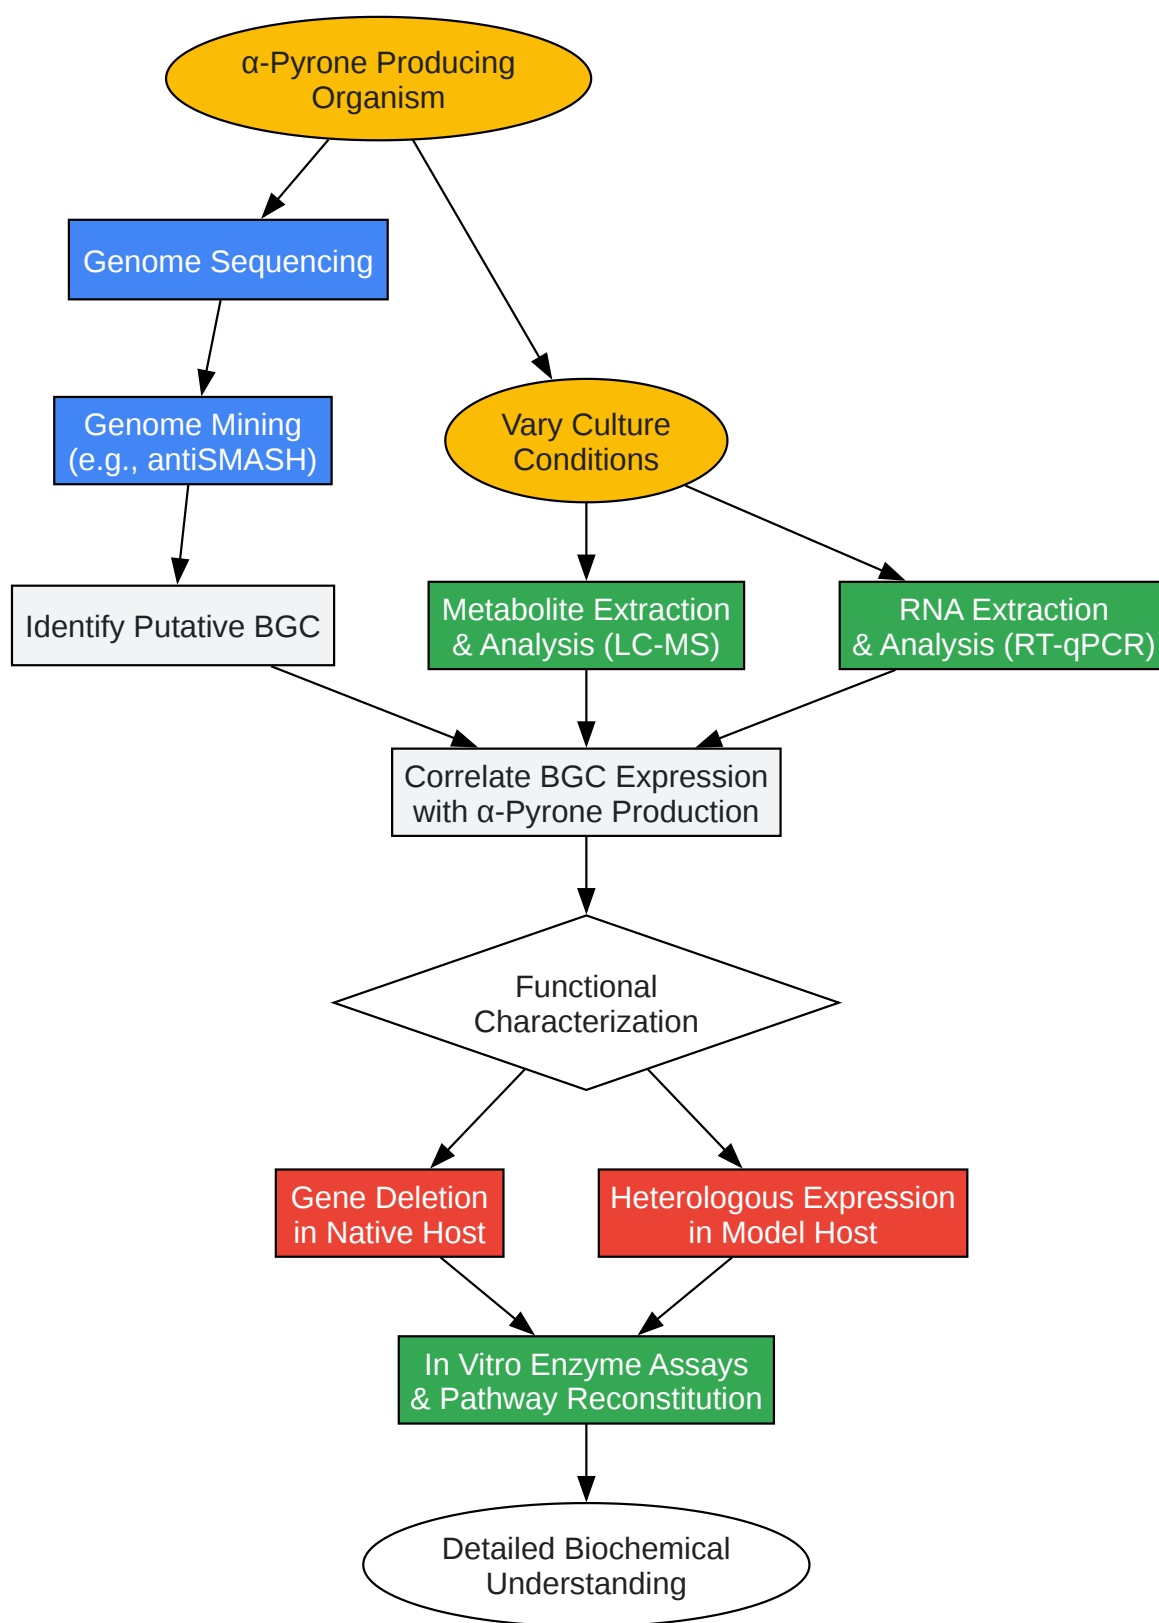 α-Pyrone Producing
Organism
Genome Sequencing
Genome Mining
(e.g., antiSMASH)
Vary Culture
Conditions
Identify Putative BGC
Metabolite Extraction
& Analysis (LC-MS)
RNA Extraction
& Analysis (RT-qPCR)
Correlate BGC Expression
with α-Pyrone Production
Functional
Characterization
Gene Deletion
in Native Host
Heterologous Expression
in Model Host
In Vitro Enzyme Assays
& Pathway Reconstitution
Detailed Biochemical
Understanding